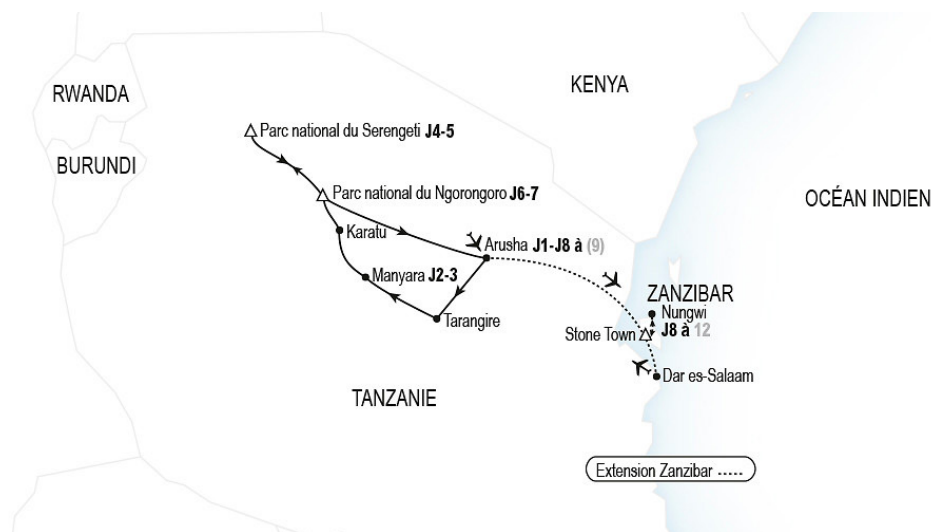 KENYA
RWANDA
Parc national du Serengeti J4-5
BURUNDI
Parc national du Ngorongoro J6-7
OCÉAN INDIEN
Karatu
Arusha J1-J8 à (9)
Manyara J2-3
ZANZIBAR
Nungwi
Tarangire
Stone Town
J8 à 12
Dar es-Salaam
TANZANIE
Extension Zanzibar .....